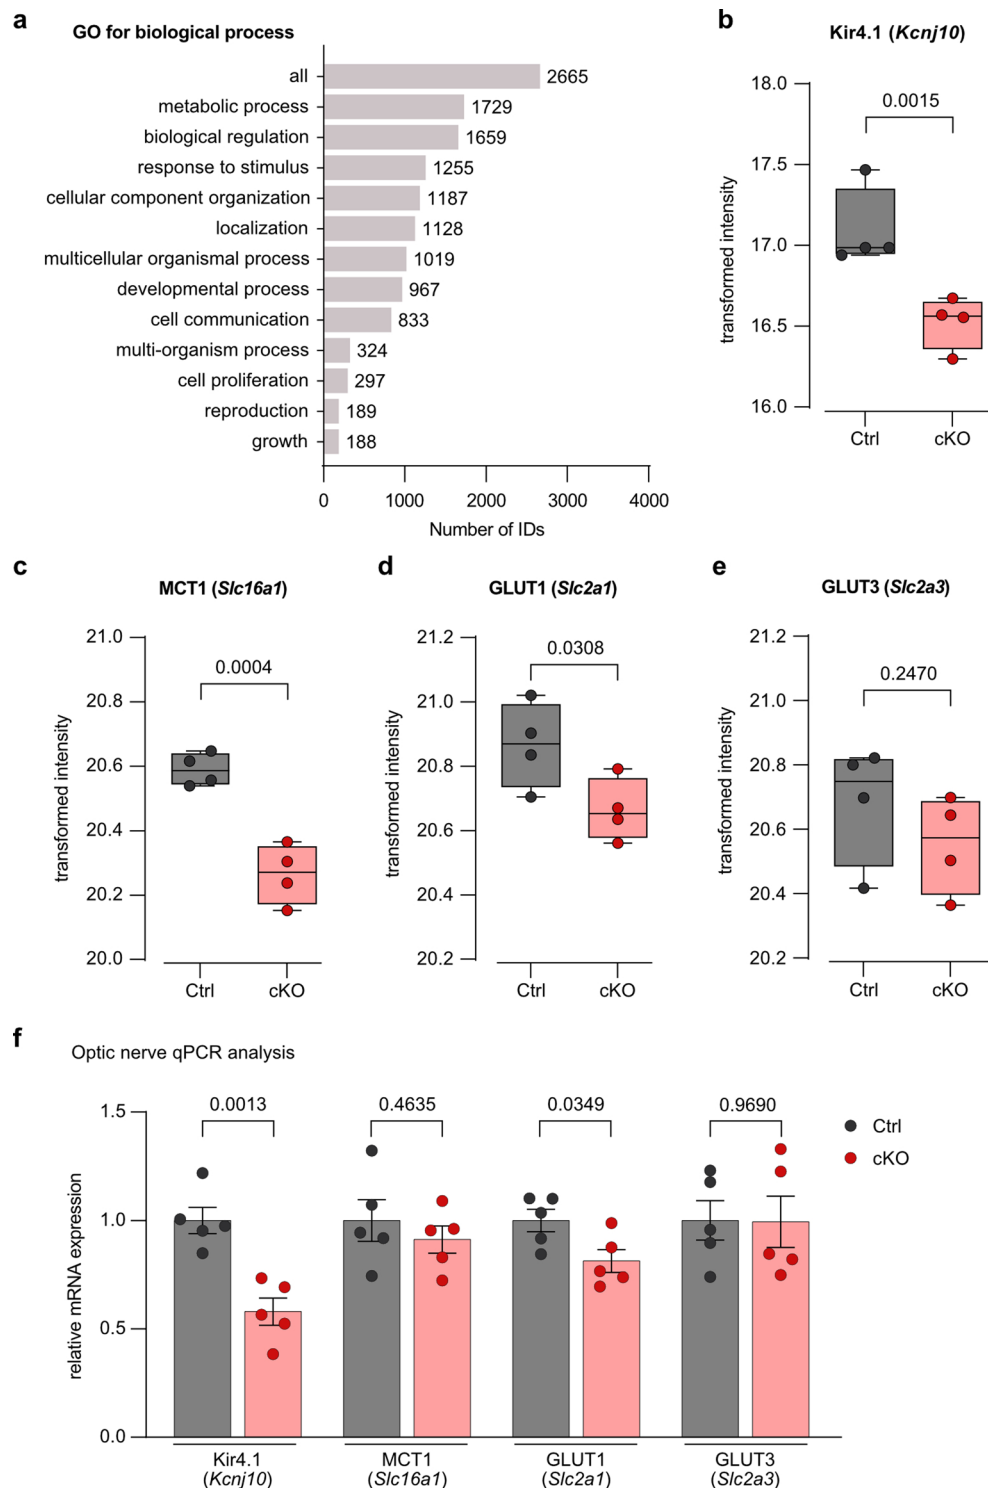 a
GO for biological process
all 2665
metabolic process 1729
biological regulation 1659
response to stimulus 1255
cellular component organization 1187
localization 1128
multicellular organismal process 1019
developmental process 967
cell communication 833
multi-organism process 324
cell proliferation 297
reproduction 189
growth 188
0 1000 2000 3000 4000
Number of IDs
b
Kir4.1 (Kcnj10)
18.0
17.5
17.0
16.5
16.0
transformed intensity
0.0015
Ctrl cKO
c
MCT1 (Slc16a1)
21.0
20.8
20.6
20.4
20.2
20.0
transformed intensity
0.0004
Ctrl cKO
d
GLUT1 (Slc2a1)
21.2
21.0
20.8
20.6
20.4
20.2
transformed intensity
0.0308
Ctrl cKO
e
GLUT3 (Slc2a3)
21.2
21.0
20.8
20.6
20.4
20.2
transformed intensity
0.2470
Ctrl cKO
f
Optic nerve qPCR analysis
1.5
1.0
0.5
0.0
relative mRNA expression
0.0013 0.4635 0.0349 0.9690
Ctrl
cKO
Kir4.1 MCT1 GLUT1 GLUT3
(Kcnj10) (Slc16a1) (Slc2a1) (Slc2a3)